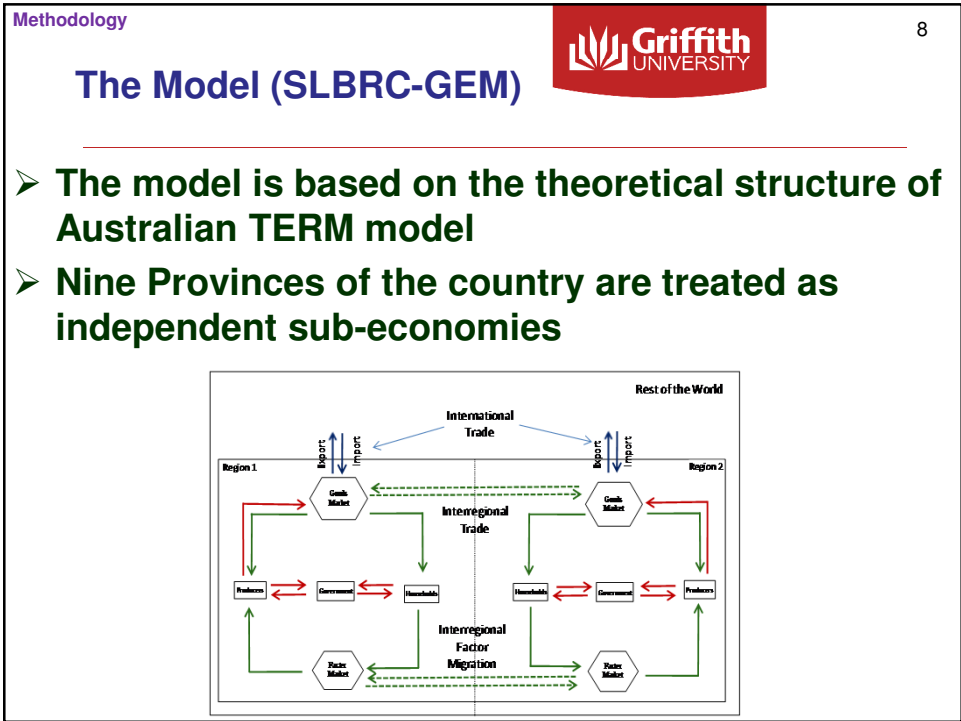 Methodology
8
Griffith
UNIVERSITY
The Model (SLBRC-GEM)
➢ The model is based on the theoretical structure of
Australian TERM model
➢ Nine Provinces of the country are treated as
independent sub-economies
Rest of the World
International
Trade
Export
Import
Export
Import
Region 1
Region 2
Goods
Market
Goods
Market
Interregional
Trade
Producers
Government
Households
Households
Government
Producers
Interregional
Factor
Migration
Factor
Market
Factor
Market